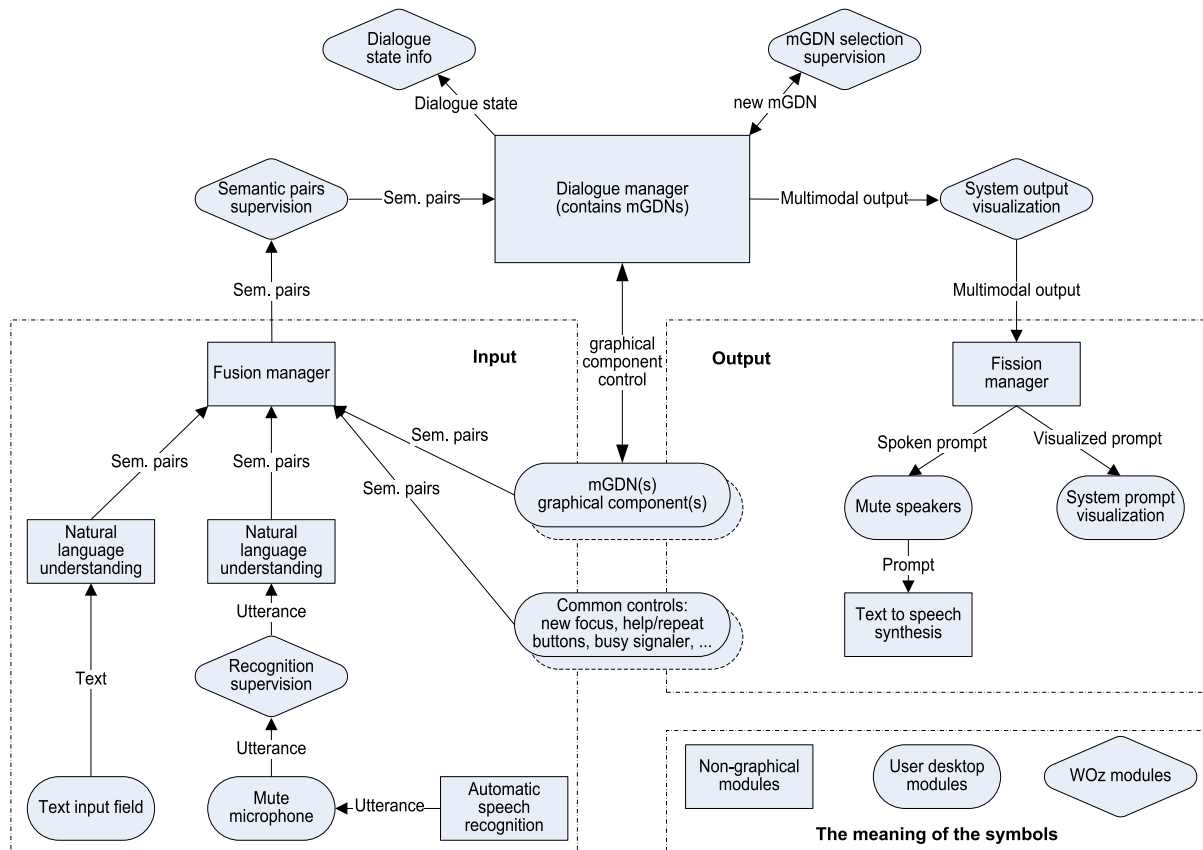 Dialogue
state info
mGDN selection
supervision
Dialogue state
new mGDN
Semantic pairs
supervision
Sem. pairs
Dialogue manager
(contains mGDNs)
Multimodal output
System output
visualization
Sem. pairs
Multimodal output
Input
graphical
component
control
Output
Fusion manager
Fission
manager
Sem. pairs
Sem. pairs
Sem. pairs
Sem. pairs
Spoken prompt
Visualized prompt
mGDN(s)
graphical component(s)
Mute speakers
System prompt
visualization
Natural
language
understanding
Natural
language
understanding
Prompt
Utterance
Common controls:
new focus, help/repeat
buttons, busy signaler, ...
Text to speech
synthesis
Text
Recognition
supervision
Utterance
Text input field
Mute
microphone
Utterance
Automatic
speech
recognition
Non-graphical
modules
User desktop
modules
WOz modules
The meaning of the symbols